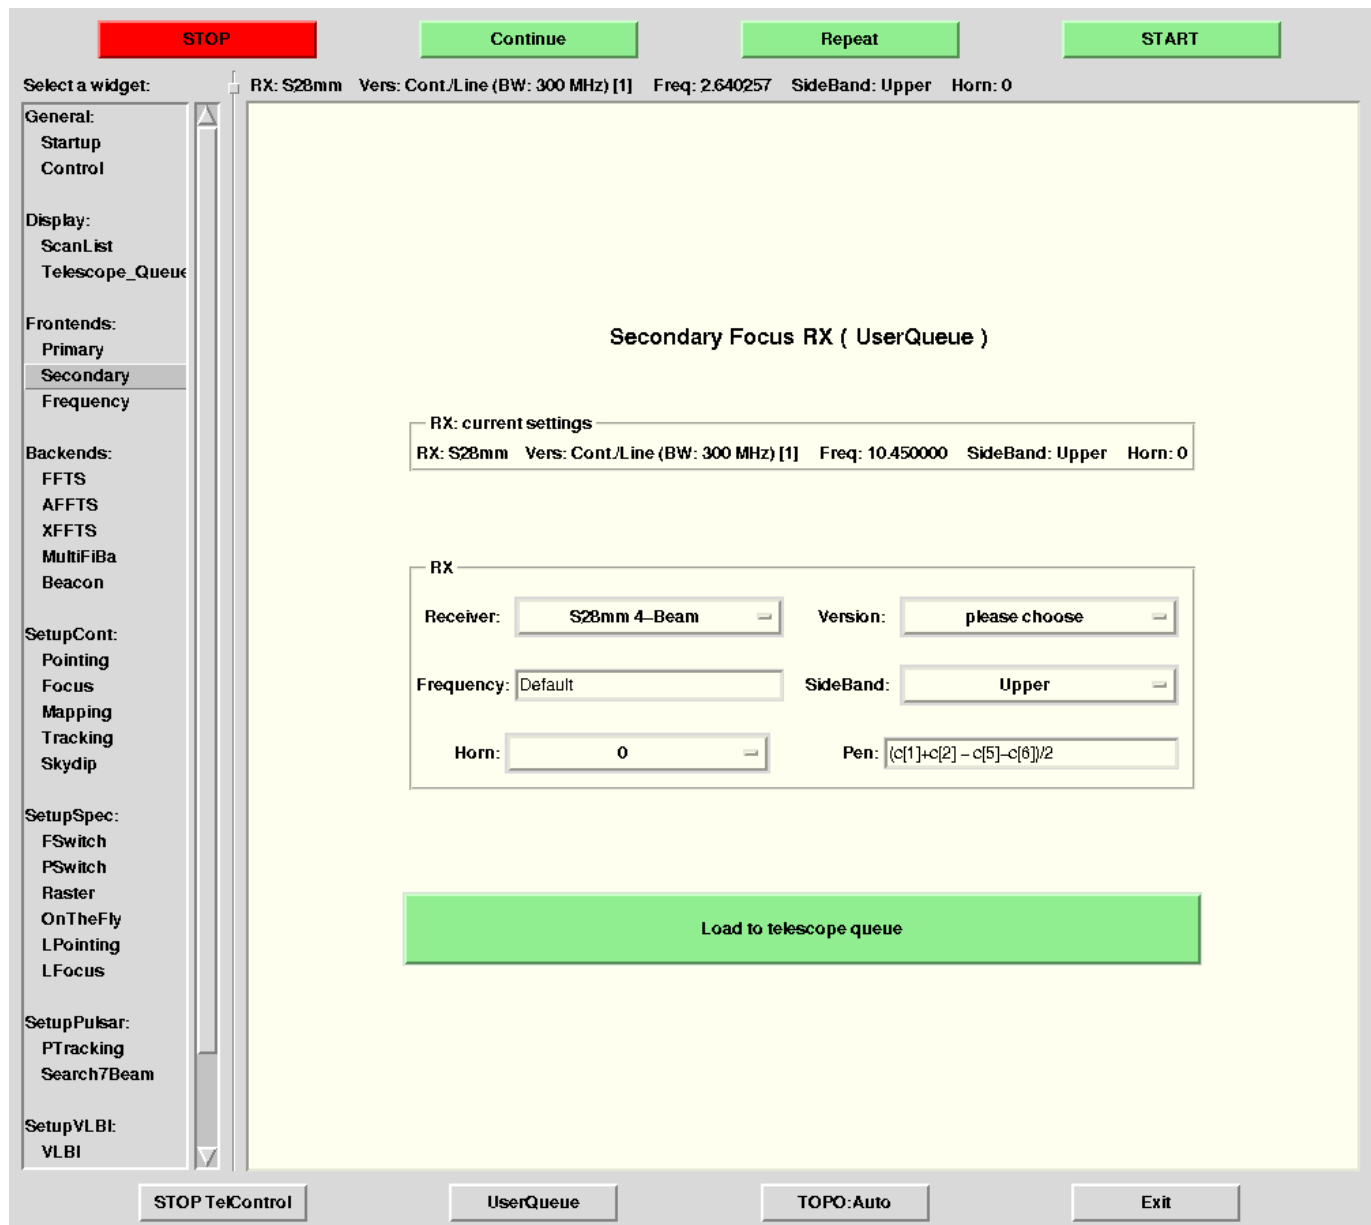 STOP Continue Repeat START
Select a widget: RX: S28mm Vers: Cont./Line (BW: 300 MHz) [1] Freq: 2.640257 SideBand: Upper Horn: 0
General:
Startup
Control
Display:
ScanList
Telescope_Queue
Frontends:
Primary
Secondary
Frequency
Backends:
FFTS
AFFTS
XFFTS
MultiFiBa
Beacon
SetupCont:
Pointing
Focus
Mapping
Tracking
Skydip
SetupSpec:
FSwitch
PSwitch
Raster
OnTheFly
LPointing
LFocus
SetupPulsar:
PTracking
Search7Beam
SetupVLBI:
VLBI
Secondary Focus RX ( UserQueue )
RX: current settings
RX: S28mm Vers: Cont./Line (BW: 300 MHz) [1] Freq: 10.450000 SideBand: Upper Horn: 0
RX
Receiver: S28mm 4-Beam Version: please choose
Frequency: Default SideBand: Upper
Horn: 0 Pen: (c[1]+c[2] - c[5]-c[6])/2
Load to telescope queue
STOP TelControl UserQueue TOPO:Auto Exit